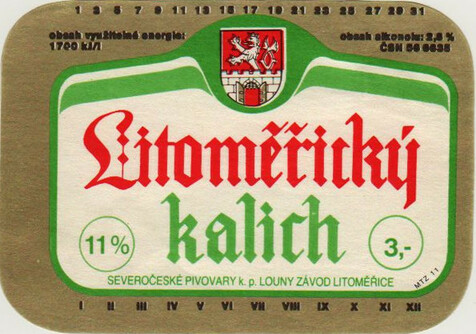 1 3 5 7 9 11 13 15 17 19 21 23 25 27 29 31
obsah využitelné energie:
1700 kJ/l
obsah alkoholu: 2,8 %
ČSN 56 6635
Litoměřický
kalich
11%
3,-
SEVEROČESKÉ PIVOVARY k. p. LOUNY ZÁVOD LITOMĚŘICE
MTZ 11
I II III IV V VI VII VIII IX X XI XII